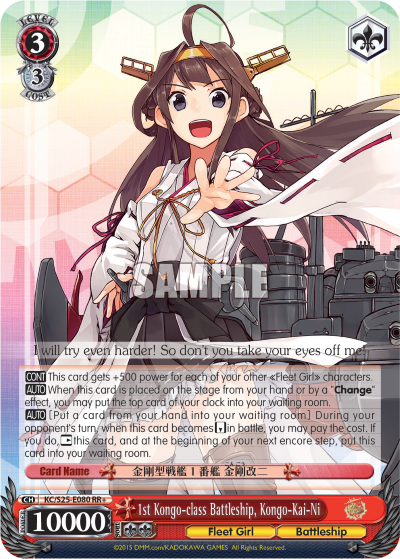 LEVEL
3
3
COST
SAMPLE
I will try even harder! So don't you take your eyes off me.
CONT This card gets +500 power for each of your other «Fleet Girl» characters.
AUTO When this card is placed on the stage from your hand or by a "Change"
effect, you may put the top card of your clock into your waiting room.
AUTO [Put a card from your hand into your waiting room] During your
opponent's turn, when this card becomes in battle, you may pay the cost. If
you do, this card, and at the beginning of your next encore step, put this
card into your waiting room.
Card Name
金剛型戦艦1番艦 金剛改二
CH KC/S25-E080 RR+
1st Kongo-class Battleship, Kongo-Kai-Ni
POWER
10000
SOUL
Fleet Girl
Battleship
©2015 DMM.com/KADOKAWA GAMES All Rights Reserved.